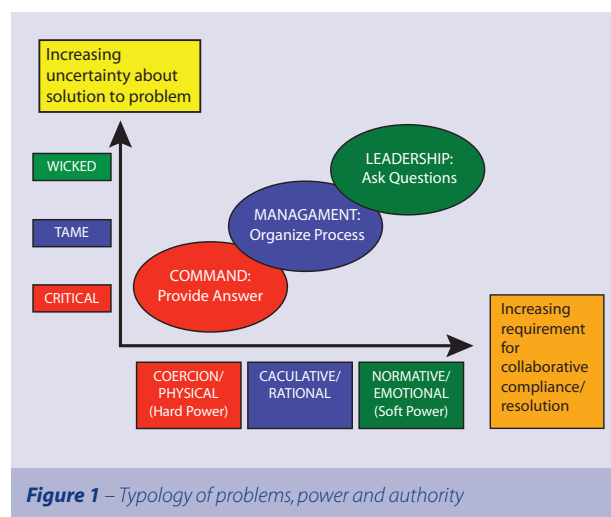 Increasing
uncertainty about
solution to problem
WICKED
TAME
CRITICAL
LEADERSHIP:
Ask Questions
MANAGAMENT:
Organize Process
COMMAND:
Provide Answer
COERCION/
PHYSICAL
(Hard Power)
CACULATIVE/
RATIONAL
NORMATIVE/
EMOTIONAL
(Soft Power)
Increasing
requirement
for
collaborative
compliance/
resolution
Figure 1 – Typology of problems, power and authority